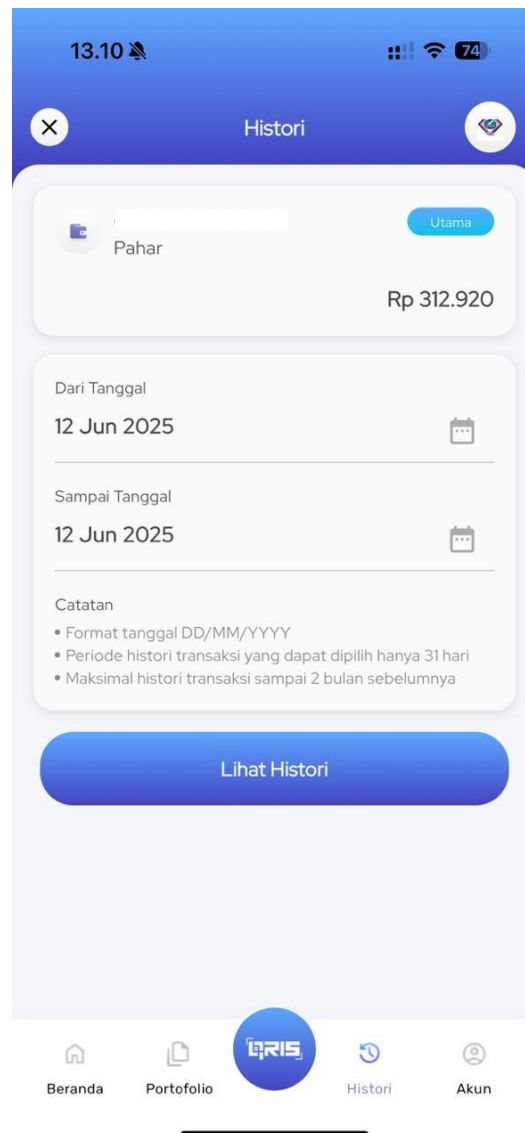 13.10
74
Histori
Utama
Pahar
Rp 312.920
Dari Tanggal
12 Jun 2025
Sampai Tanggal
12 Jun 2025
Catatan
• Format tanggal DD/MM/YYYY
• Periode histori transaksi yang dapat dipilih hanya 31 hari
• Maksimal histori transaksi sampai 2 bulan sebelumnya
Lihat Histori
QRIS
Beranda
Portofolio
Histori
Akun